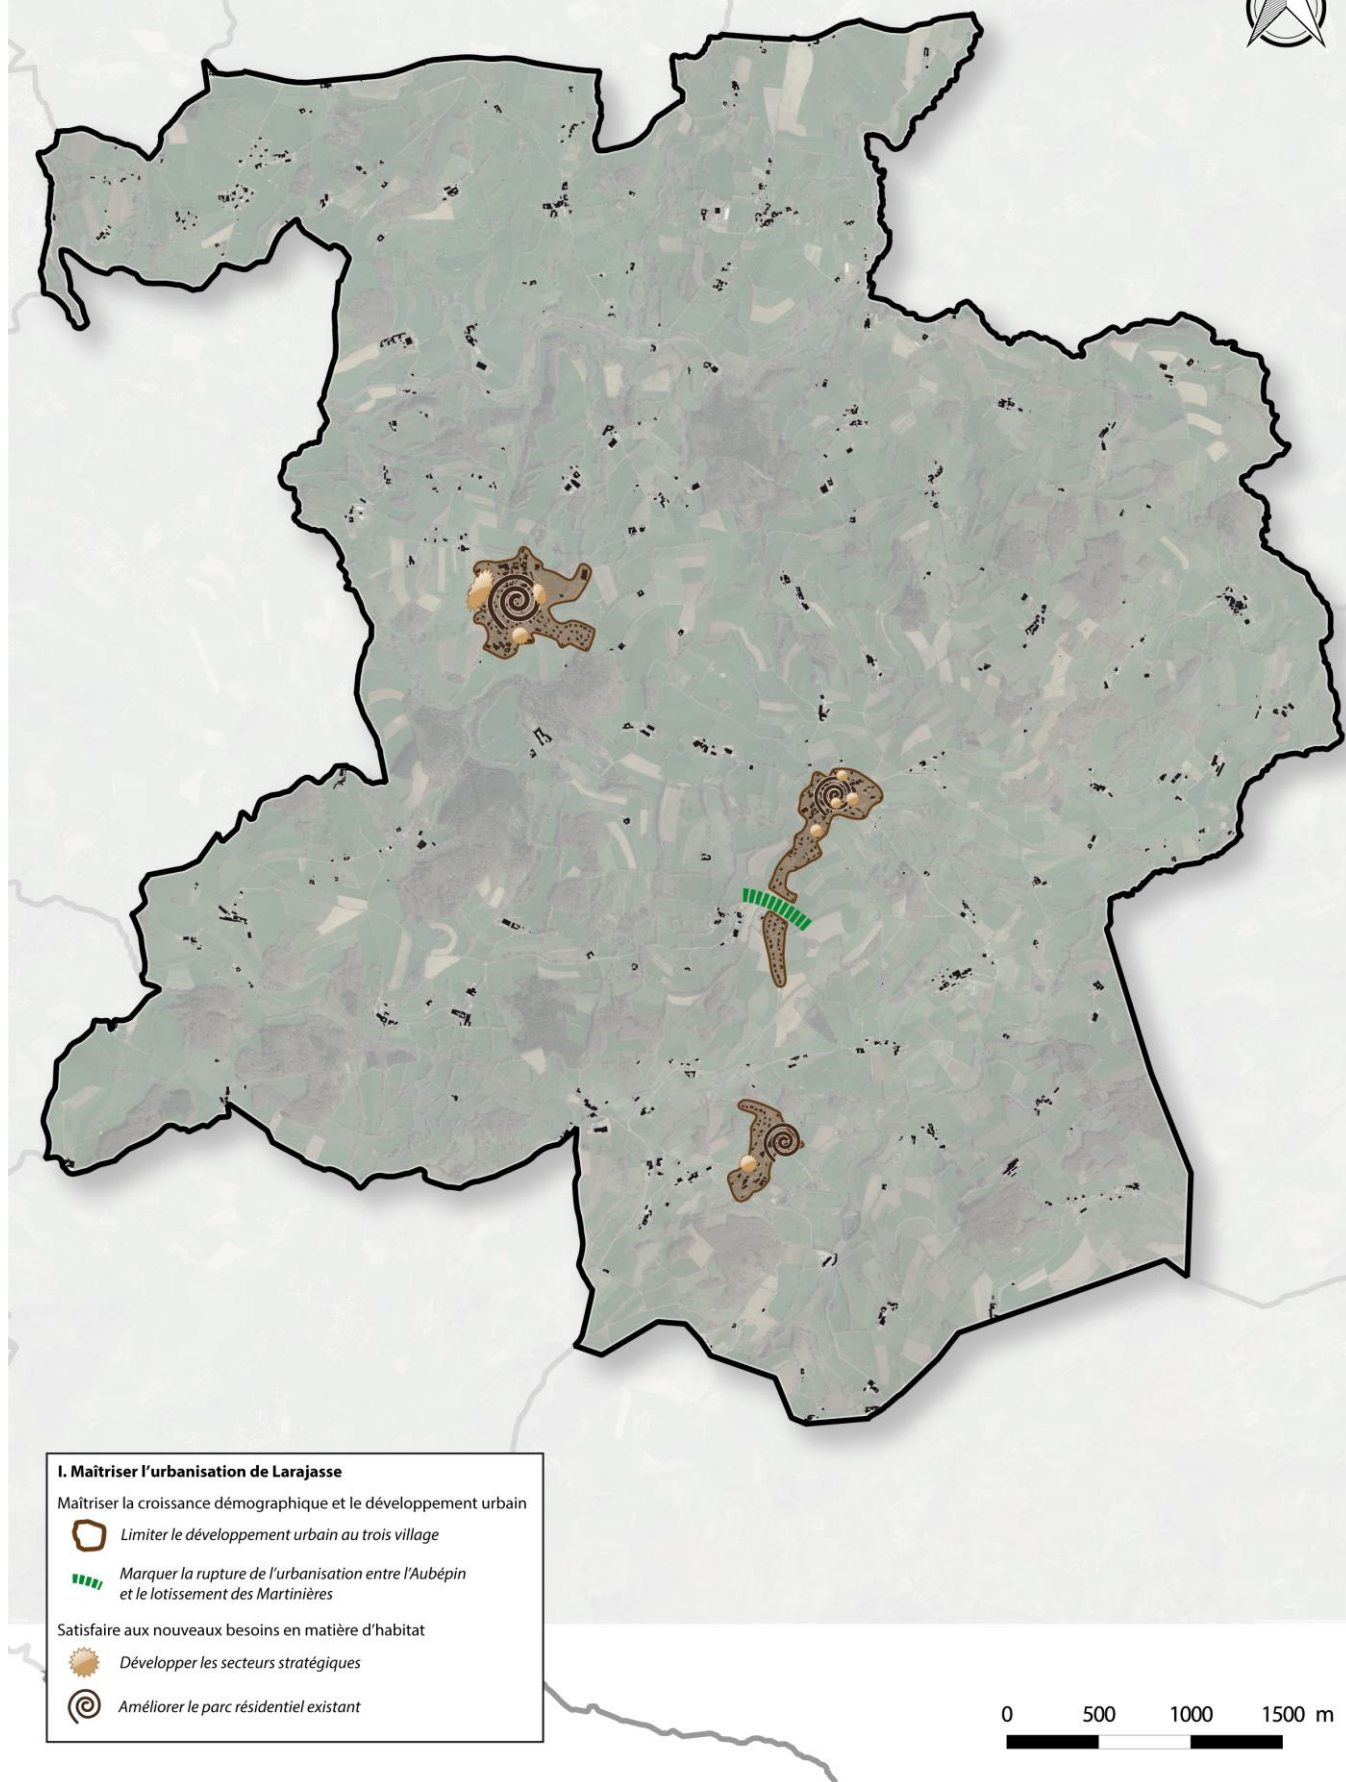 I. Maîtriser l'urbanisation de Larajasse
Maîtriser la croissance démographique et le développement urbain
Limiter le développement urbain au trois village
Marquer la rupture de l'urbanisation entre l'Aubépin
et le lotissement des Martinières
Satisfaire aux nouveaux besoins en matière d'habitat
Développer les secteurs stratégiques
Améliorer le parc résidentiel existant
0 500 1000 1500 m